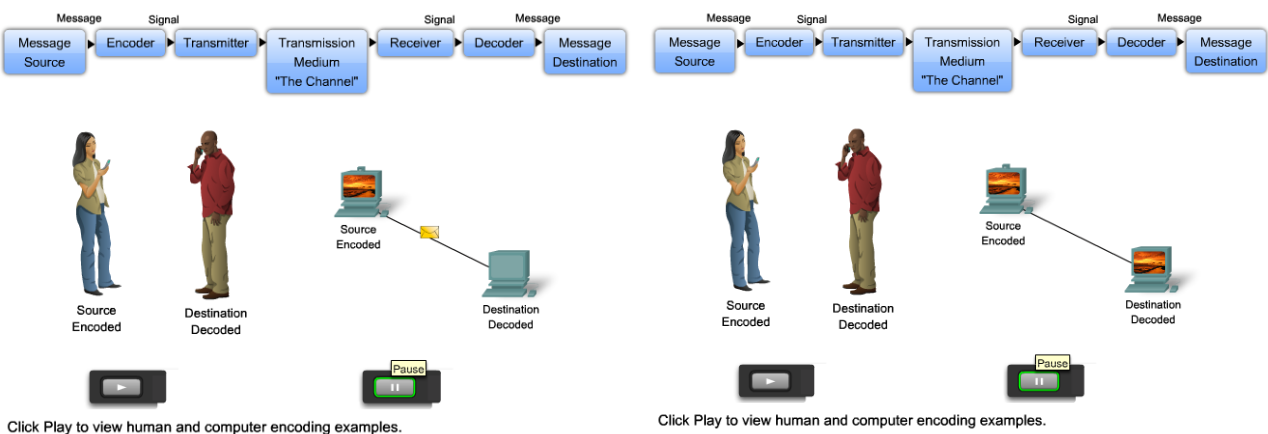 Message Signal Signal Message
Message Source
Encoder
Transmitter
Transmission Medium "The Channel"
Receiver
Decoder
Message Destination
Source Encoded
Destination Decoded
Source Encoded
Destination Decoded
Pause
Click Play to view human and computer encoding examples.
Message Signal Signal Message
Message Source
Encoder
Transmitter
Transmission Medium "The Channel"
Receiver
Decoder
Message Destination
Source Encoded
Destination Decoded
Source Encoded
Destination Decoded
Pause
Click Play to view human and computer encoding examples.